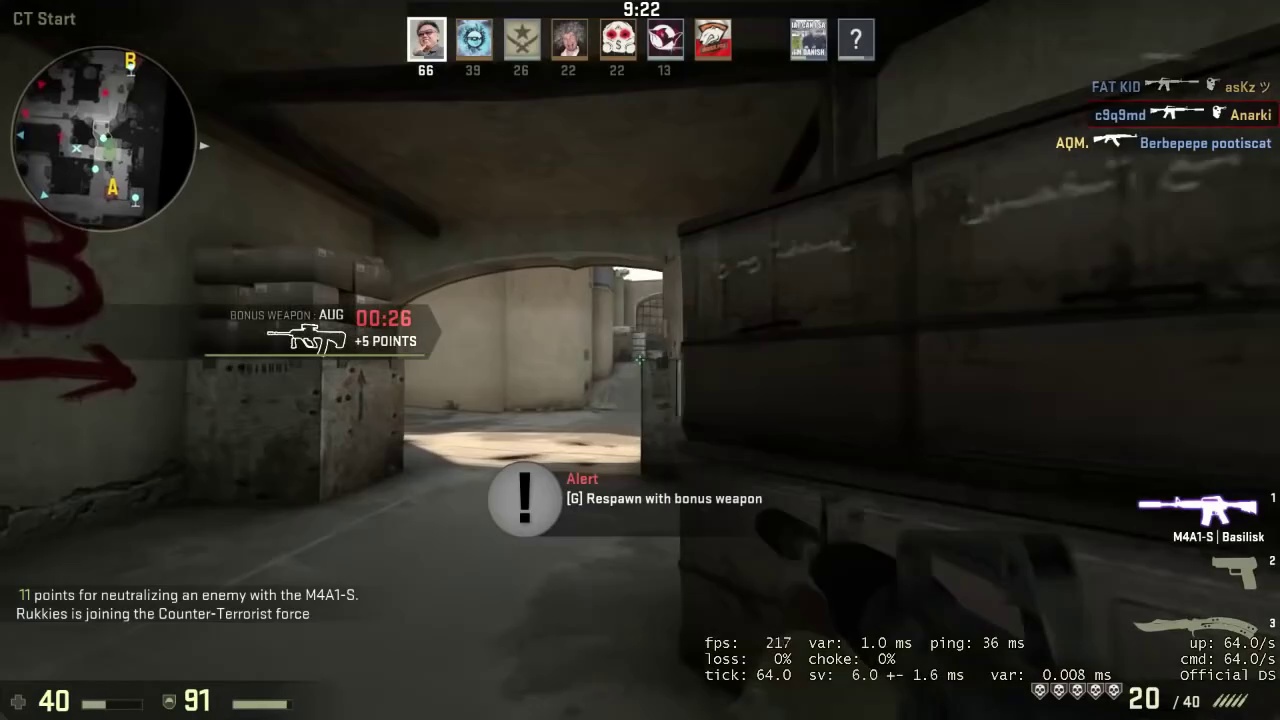 CT Start
9:22
66
39
26
22
22
13
?
B
A
FAT KID asKz ツ
c9q9md Anarki
AQM. Berbepepe pootiscat
B
BONUS WEAPON: AUG 00:26
+5 POINTS
Alert
[G] Respawn with bonus weapon
1
M4A1-S | Basilisk
2
3
11 points for neutralizing an enemy with the M4A1-S.
Rukkies is joining the Counter-Terrorist force
fps: 217 var: 1.0 ms ping: 36 ms up: 64.0/s
loss: 0% choke: 0% cmd: 64.0/s
tick: 64.0 sv: 6.0 +- 1.6 ms var: 0.008 ms Official DS
40 91 20 / 40